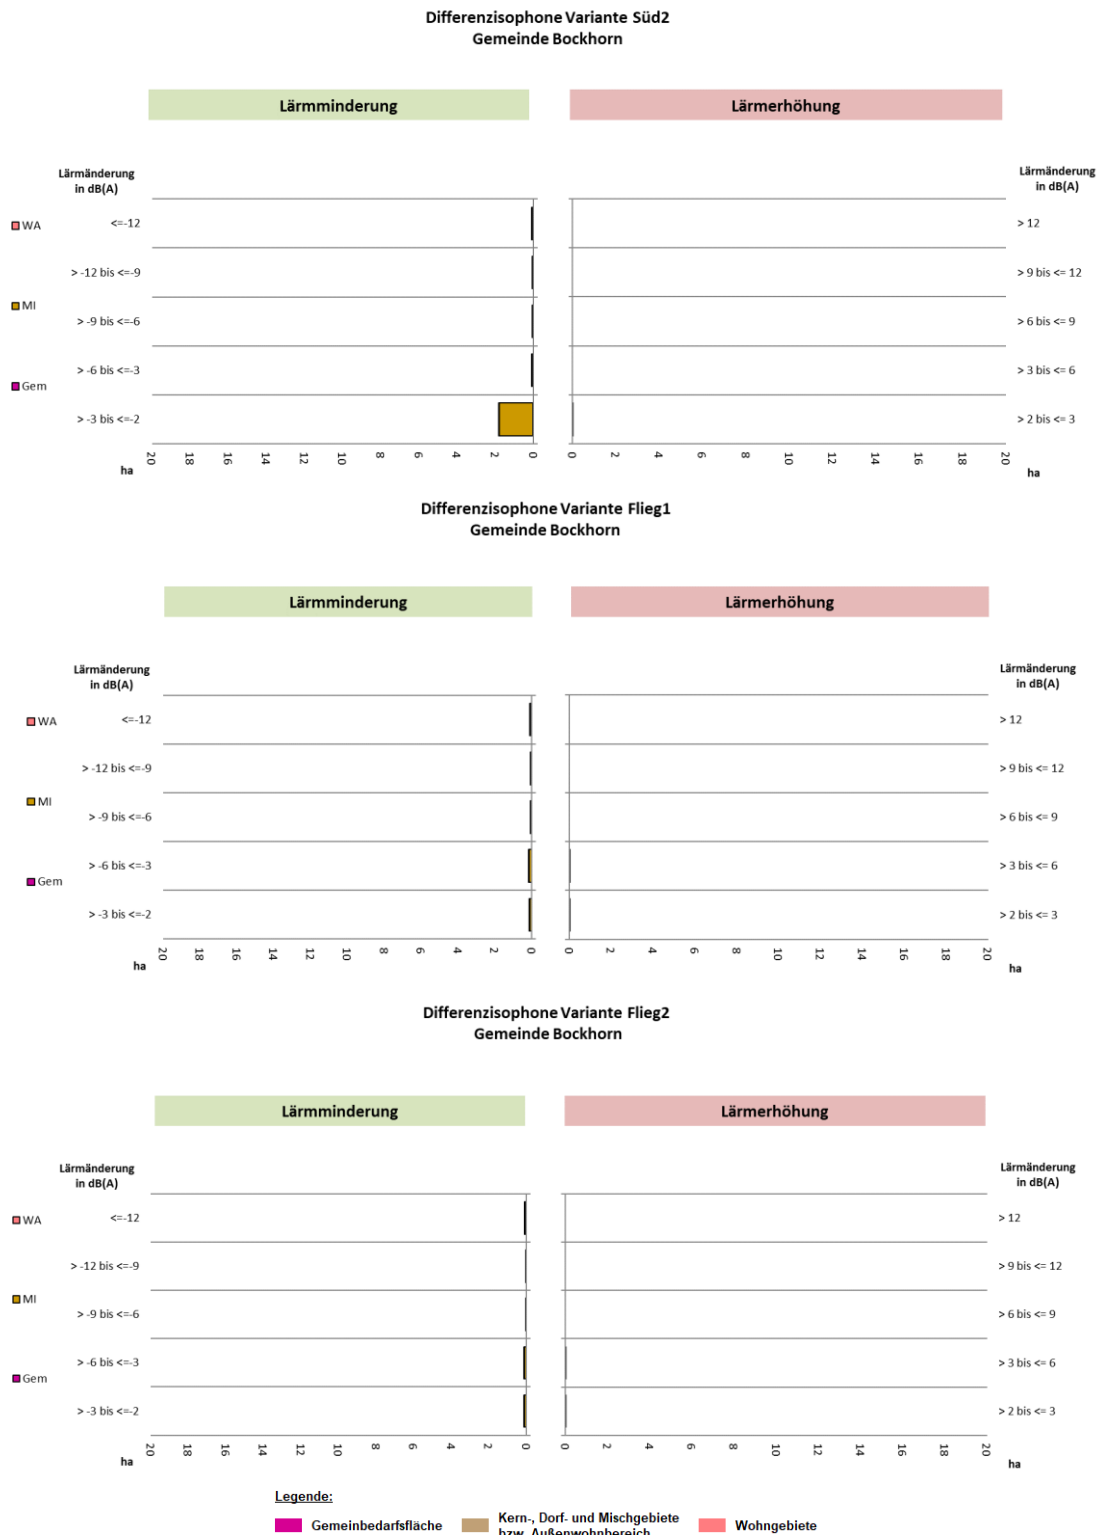 Differenzisophone Variante Süd2
Gemeinde Bockhorn
Lärmminderung Lärmerhöhung
Lärmänderung
in dB(A)
Lärmänderung
in dB(A)
WA <=-12 > 12
> -12 bis <=-9 > 9 bis <= 12
MI
> -9 bis <=-6 > 6 bis <= 9
> -6 bis <=-3 > 3 bis <= 6
Gem
> -3 bis <=-2 > 2 bis <= 3
20 18 16 14 12 10 8 6 4 2 0 0 2 4 6 8 10 12 14 16 18 20
ha ha
Differenzisophone Variante Flieg1
Gemeinde Bockhorn
Lärmminderung Lärmerhöhung
Lärmänderung
in dB(A)
Lärmänderung
in dB(A)
WA <=-12 > 12
> -12 bis <=-9 > 9 bis <= 12
MI
> -9 bis <=-6 > 6 bis <= 9
> -6 bis <=-3 > 3 bis <= 6
Gem
> -3 bis <=-2 > 2 bis <= 3
20 18 16 14 12 10 8 6 4 2 0 0 2 4 6 8 10 12 14 16 18 20
ha ha
Differenzisophone Variante Flieg2
Gemeinde Bockhorn
Lärmminderung Lärmerhöhung
Lärmänderung
in dB(A)
Lärmänderung
in dB(A)
WA <=-12 > 12
> -12 bis <=-9 > 9 bis <= 12
MI
> -9 bis <=-6 > 6 bis <= 9
> -6 bis <=-3 > 3 bis <= 6
Gem
> -3 bis <=-2 > 2 bis <= 3
20 18 16 14 12 10 8 6 4 2 0 0 2 4 6 8 10 12 14 16 18 20
ha ha
Legende:
Gemeinbedarfsfläche Kern-, Dorf- und Mischgebiete Wohngebiete
bzw. Außenwohnbereich